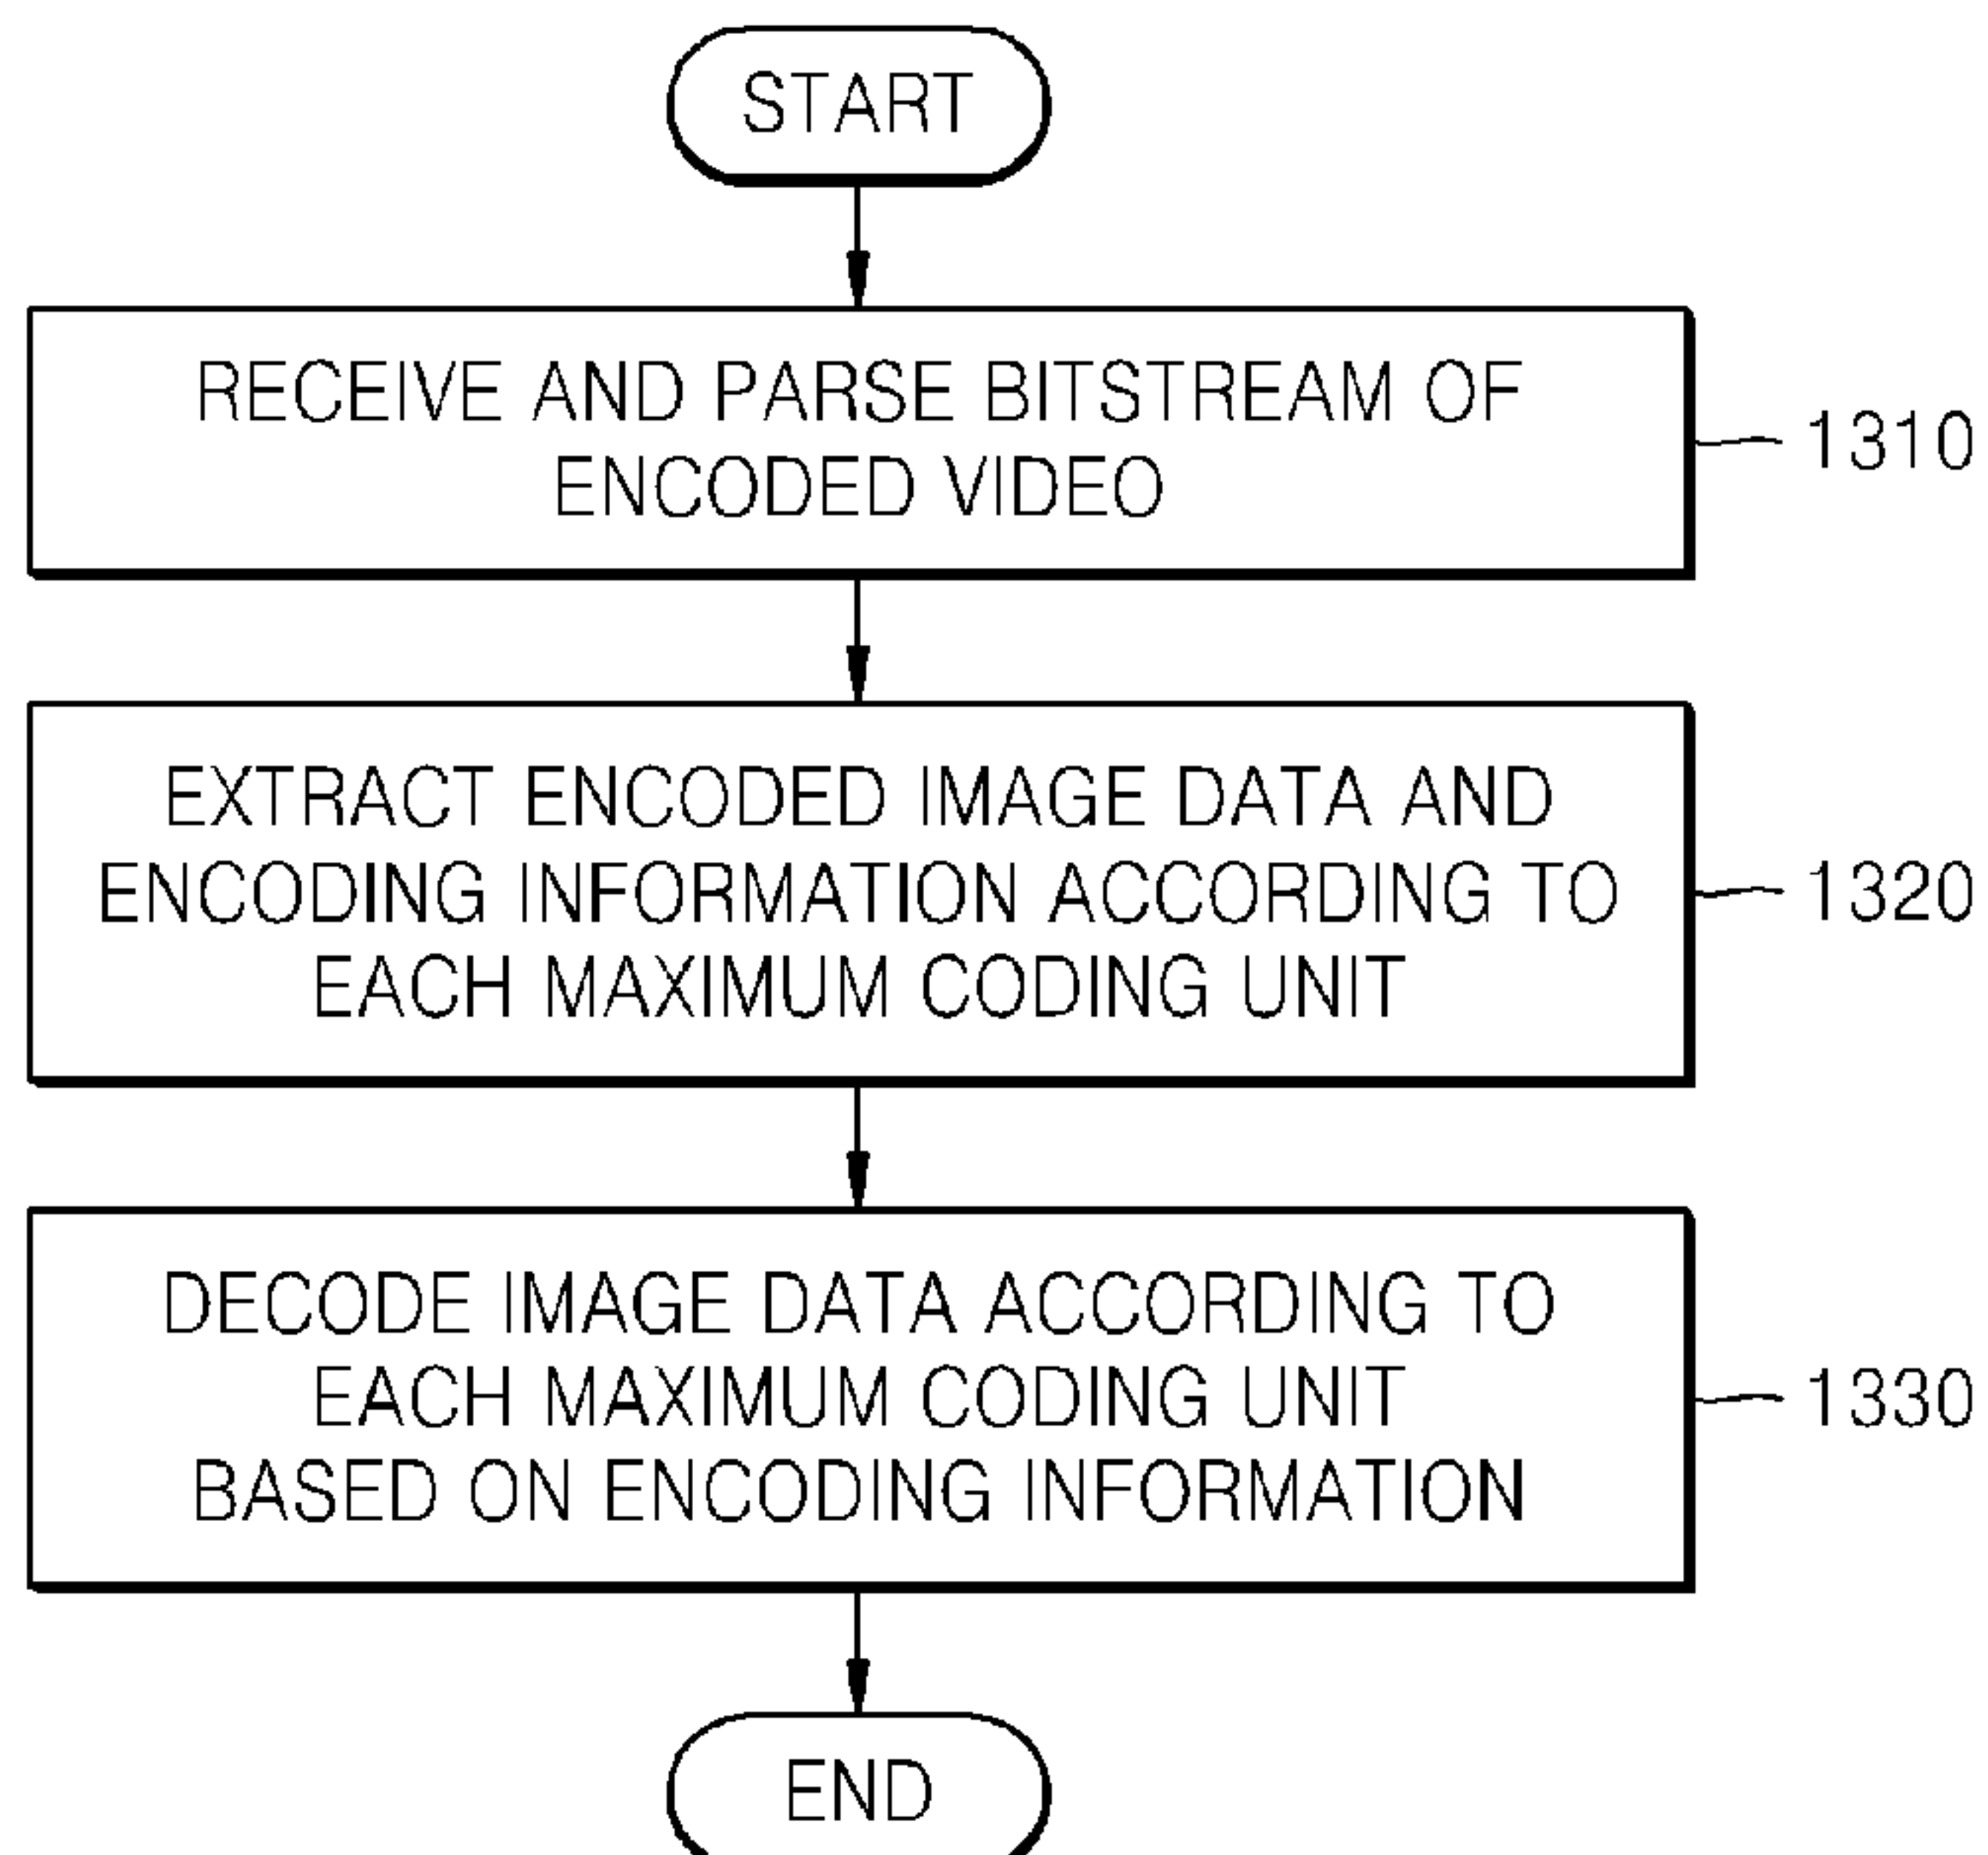 START
RECEIVE AND PARSE BITSTREAM OF
ENCODED VIDEO
1310
EXTRACT ENCODED IMAGE DATA AND
ENCODING INFORMATION ACCORDING TO
EACH MAXIMUM CODING UNIT
1320
DECODE IMAGE DATA ACCORDING TO
EACH MAXIMUM CODING UNIT
BASED ON ENCODING INFORMATION
1330
END